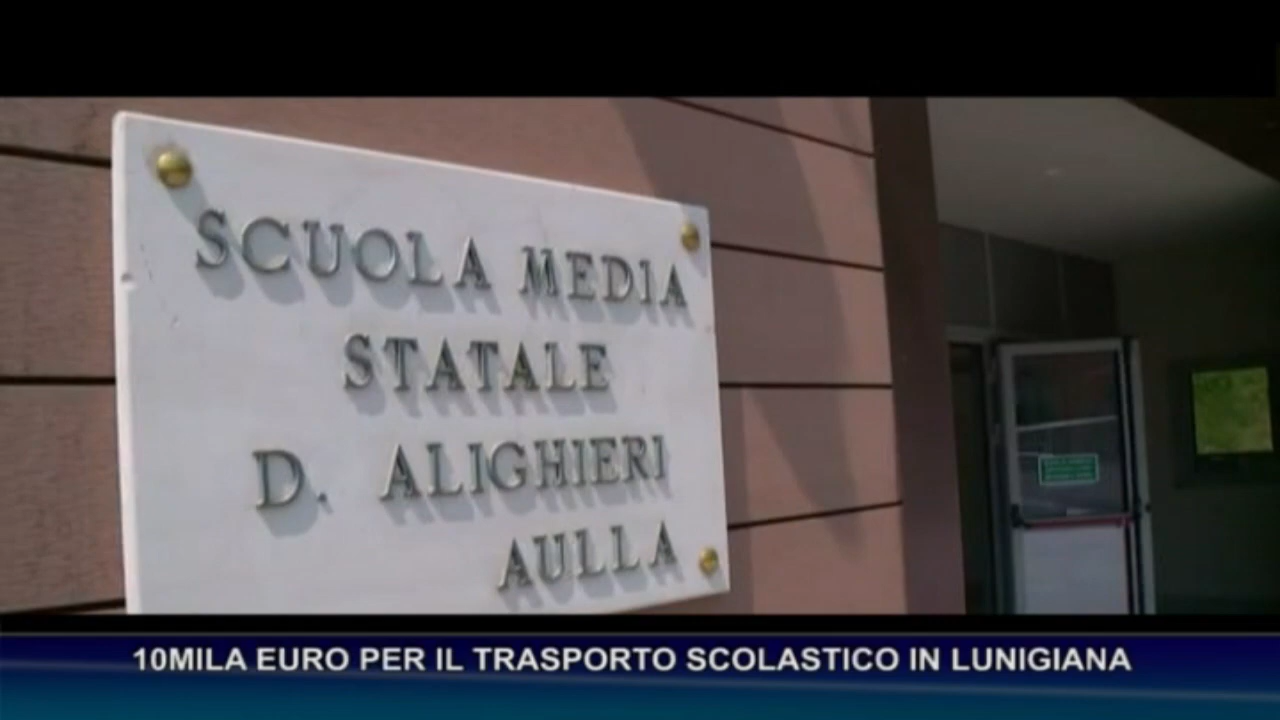 SCUOLA MEDIA
STATALE
D. ALIGHIERI
AULLA
10MILA EURO PER IL TRASPORTO SCOLASTICO IN LUNIGIANA